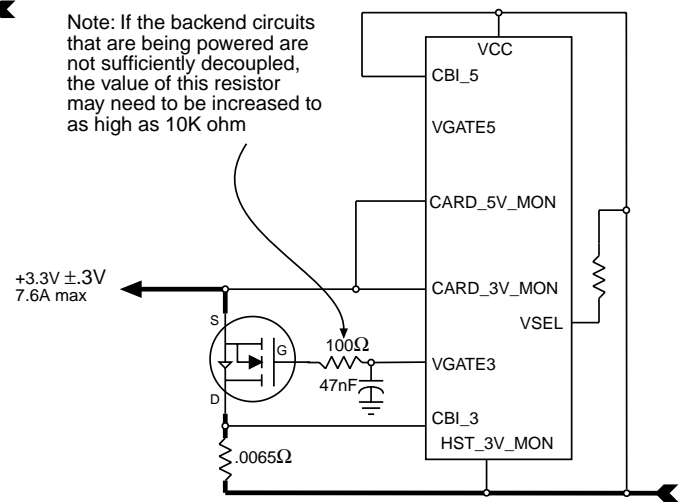 Note: If the backend circuits
that are being powered are
not sufficiently decoupled,
the value of this resistor
may need to be increased to
as high as 10K ohm
VCC
CBI_5
VGATE5
CARD_5V_MON
+3.3V ±.3V
7.6A max
CARD_3V_MON
VSEL
S
G
100Ω
VGATE3
47nF
D
CBI_3
HST_3V_MON
.0065Ω